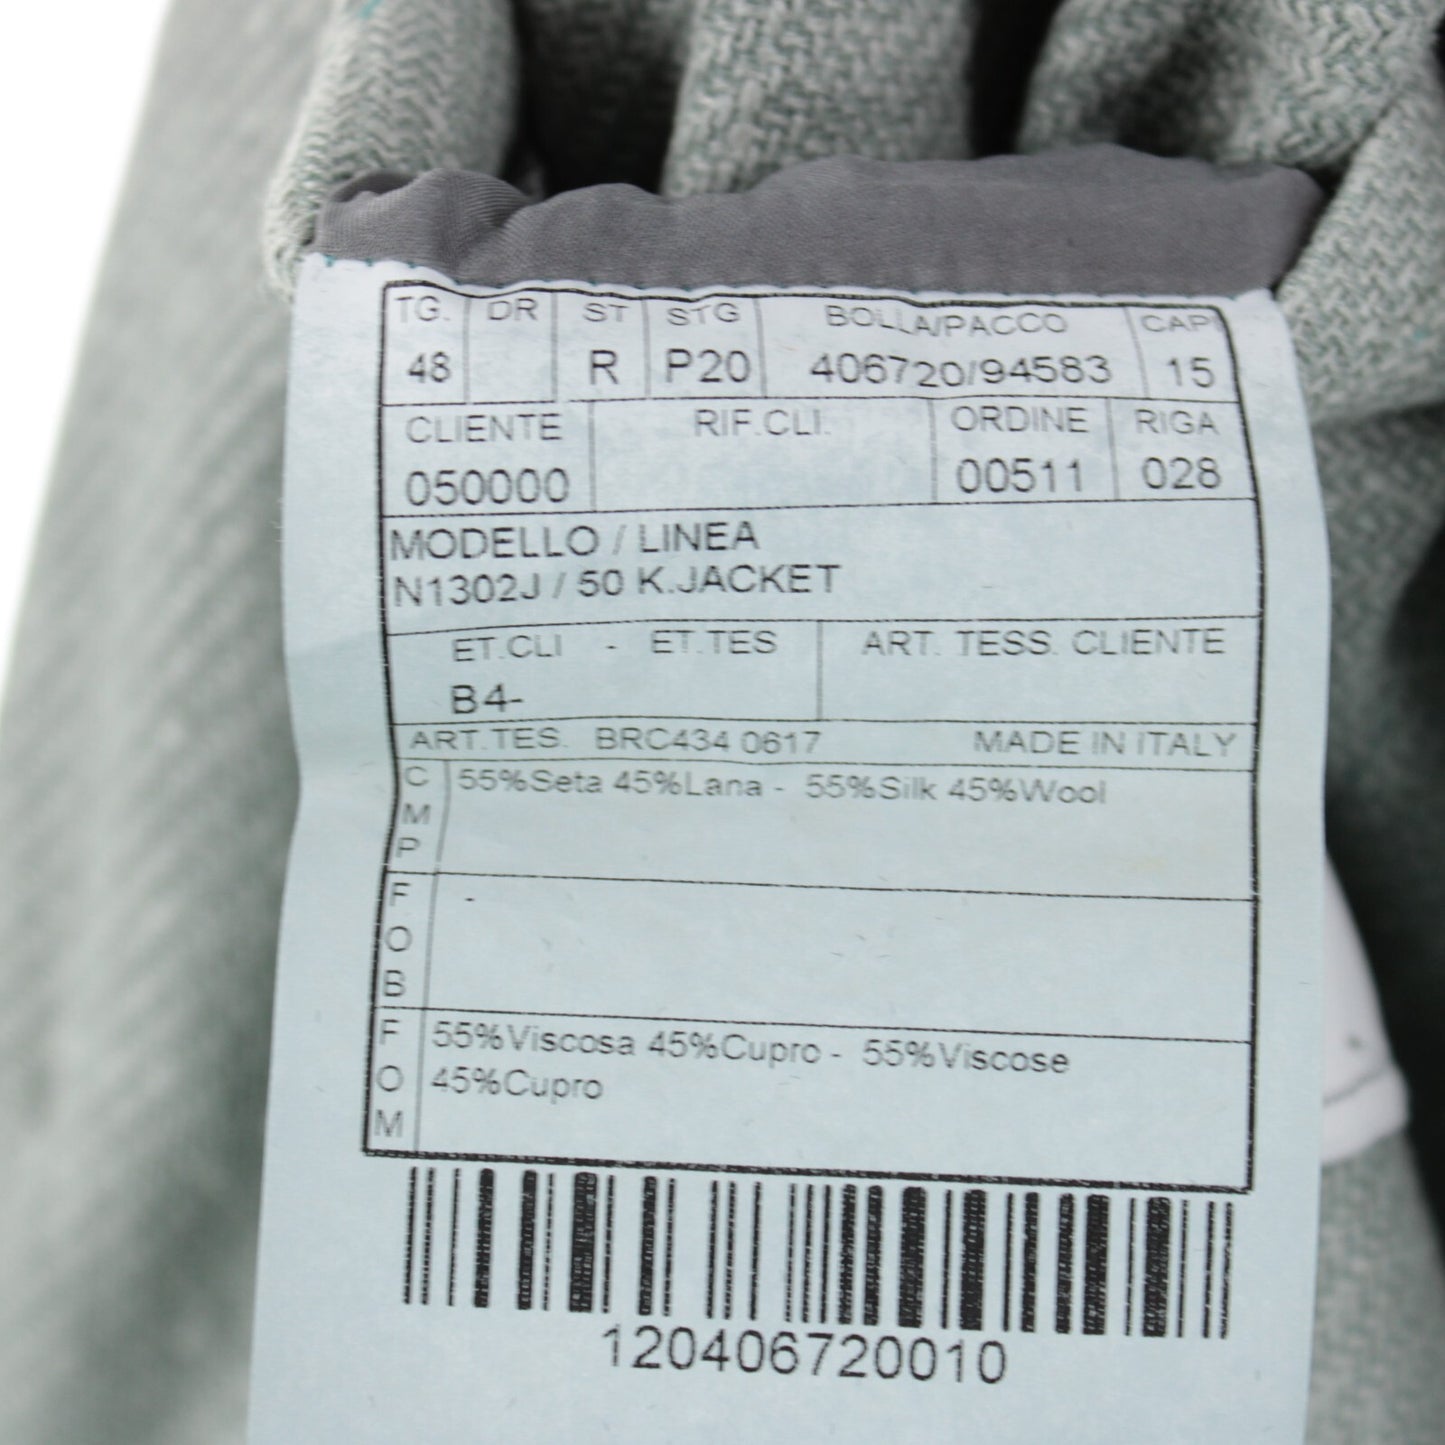 TG. DR ST STG BOLLA/PACCO CAPI
48 R P20 406720/94583 15
CLIENTE RIF.CLI. ORDINE RIGA
050000 00511 028
MODELLO / LINEA
N1302J / 50 K.JACKET
ET.CLI - ET.TES ART. TESS. CLIENTE
B4-
ART.TES. BRC434 0617 MADE IN ITALY
CMP 55%Seta 45%Lana - 55%Silk 45%Wool
FOB -
FOM 55%Viscosa 45%Cupro - 55%Viscose
45%Cupro
120406720010